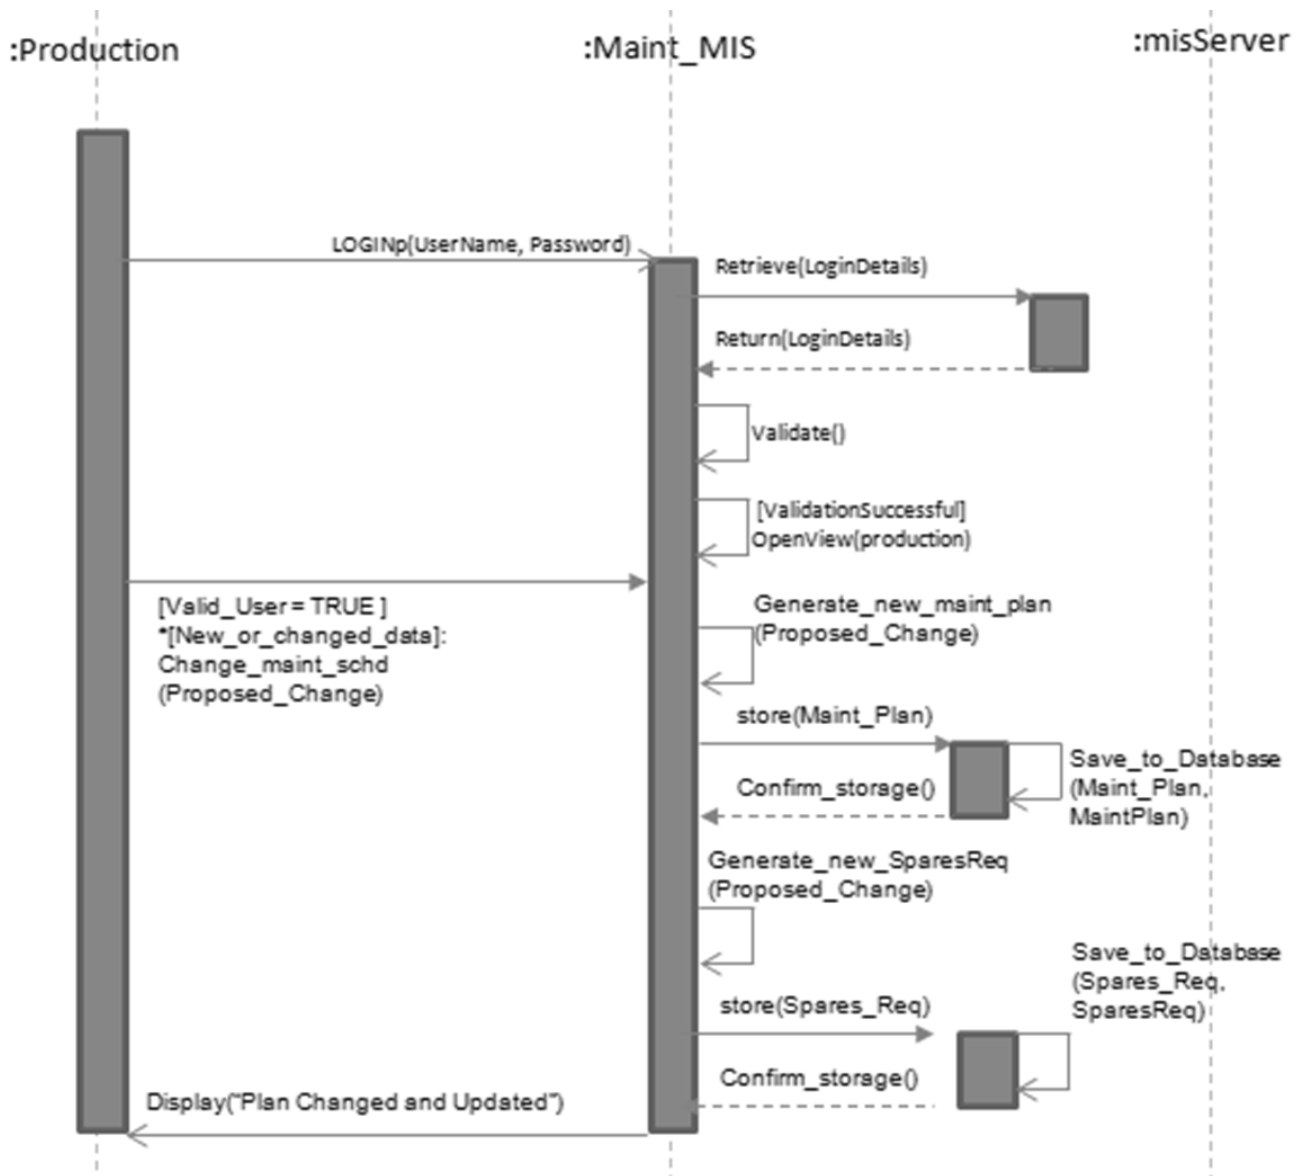 :Production
:Maint_MIS
:misServer
LOGINp(UserName, Password)
Retrieve(LoginDetails)
Return(LoginDetails)
Validate()
[ValidationSuccessful]
OpenView(production)
[Valid_User = TRUE ]
*[New_or_changed_data]:
Change_maint_schd
(Proposed_Change)
Generate_new_maint_plan
(Proposed_Change)
store(Maint_Plan)
Save_to_Database
(Maint_Plan,
MaintPlan)
Confirm_storage()
Generate_new_SparesReq
(Proposed_Change)
Save_to_Database
(Spares_Req,
SparesReq)
store(Spares_Req)
Confirm_storage()
Display("Plan Changed and Updated")